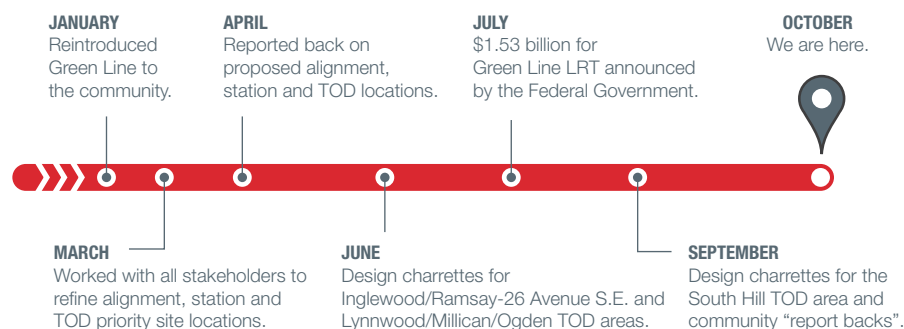 JANUARY
Reintroduced
Green Line to
the community.
APRIL
Reported back on
proposed alignment,
station and TOD locations.
JULY
$1.53 billion for
Green Line LRT announced
by the Federal Government.
OCTOBER
We are here.
MARCH
Worked with all stakeholders to
refine alignment, station and
TOD priority site locations.
JUNE
Design charrettes for
Inglewood/Ramsay-26 Avenue S.E. and
Lynnwood/Millican/Ogden TOD areas.
SEPTEMBER
Design charrettes for the
South Hill TOD area and
community “report backs”.